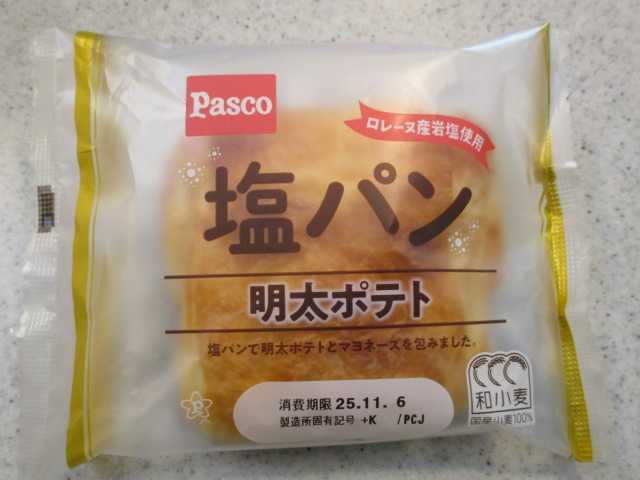 Pasco
ロレーヌ産岩塩使用
塩パン
明太ポテト
塩パンで明太ポテトとマヨネーズを包みました。
消費期限 25.11. 6
製造所固有記号 +K /PCJ
和小麦
国産小麦100%